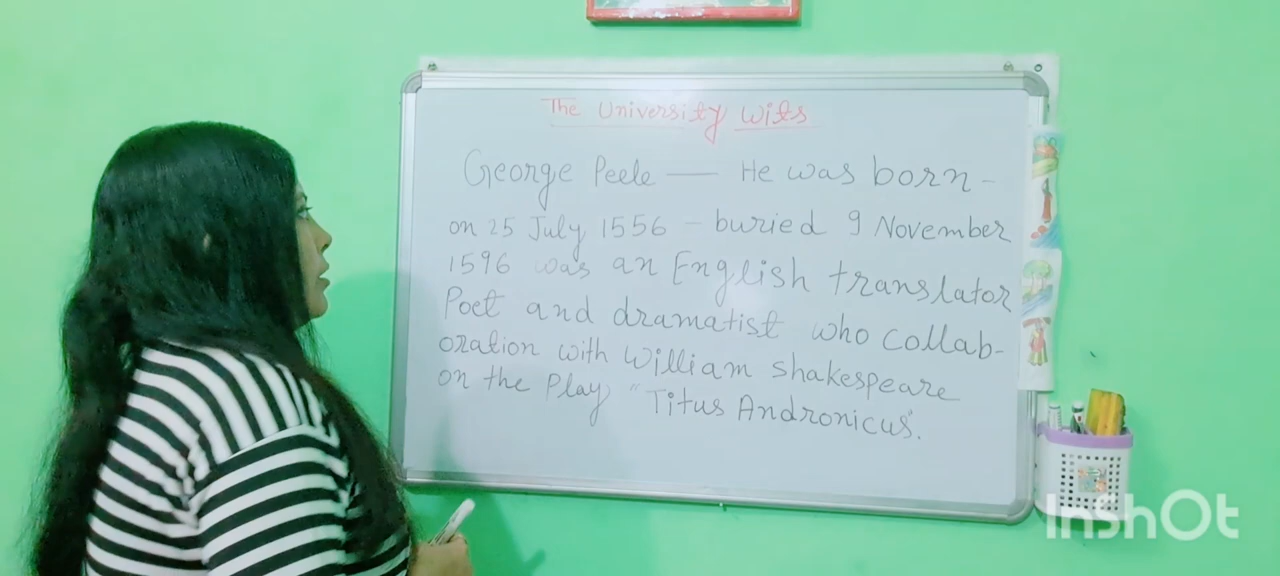 The University Wits
George Peele — He was born -
on 25 July 1556 - buried 9 November
1596 was an English translator
Poet and dramatist who collab-
oration with William shakespeare
on the Play "Titus Andronicus".
InShOt